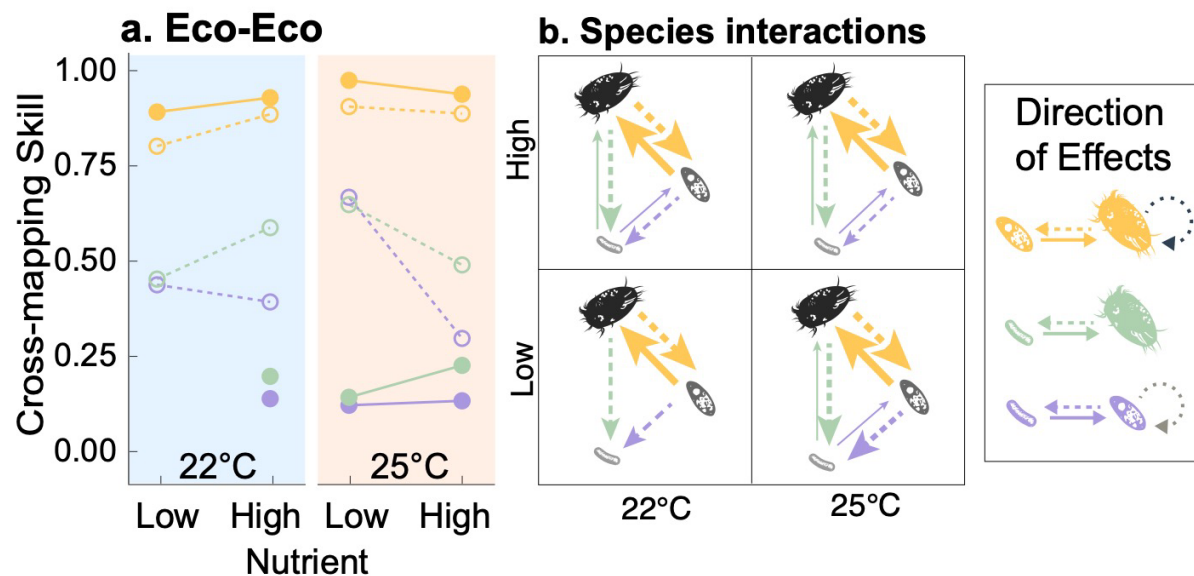 a. Eco-Eco
Cross-mapping Skill
1.00
0.75
0.50
0.25
0.00
22°C
25°C
Low
High
Low
High
Nutrient
b. Species interactions
High
Low
22°C
25°C
Direction
of Effects